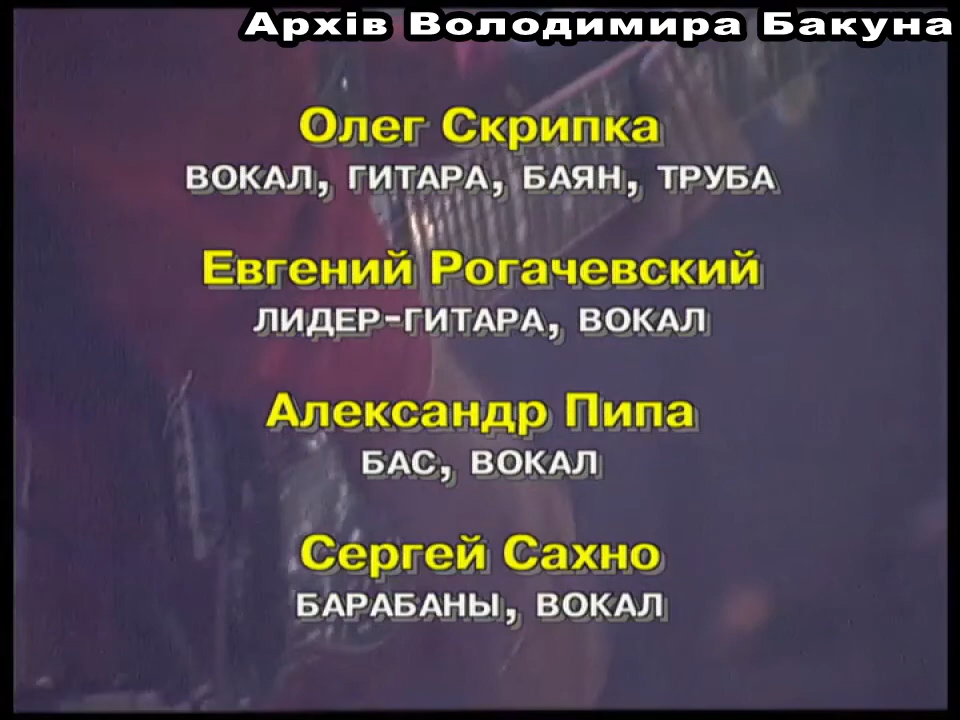 Архів Володимира Бакуна
Олег Скрипка
ВОКАЛ, ГИТАРА, БАЯН, ТРУБА
Евгений Рогачевский
ЛИДЕР-ГИТАРА, ВОКАЛ
Александр Пипа
БАС, ВОКАЛ
Сергей Сахно
БАРАБАНЫ, ВОКАЛ